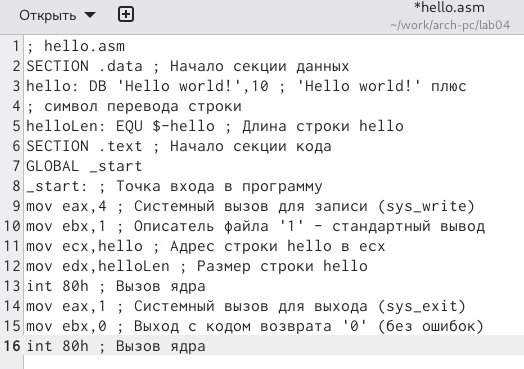 Открыть
*hello.asm
~/work/arch-pc/lab04
1 ; hello.asm
2 SECTION .data ; Начало секции данных
3 hello: DB 'Hello world!',10 ; 'Hello world!' плюс
4 ; символ перевода строки
5 helloLen: EQU $-hello ; Длина строки hello
6 SECTION .text ; Начало секции кода
7 GLOBAL _start
8 _start: ; Точка входа в программу
9 mov eax,4 ; Системный вызов для записи (sys_write)
10 mov ebx,1 ; Описатель файла '1' - стандартный вывод
11 mov ecx,hello ; Адрес строки hello в ecx
12 mov edx,helloLen ; Размер строки hello
13 int 80h ; Вызов ядра
14 mov eax,1 ; Системный вызов для выхода (sys_exit)
15 mov ebx,0 ; Выход с кодом возврата '0' (без ошибок)
16 int 80h ; Вызов ядра